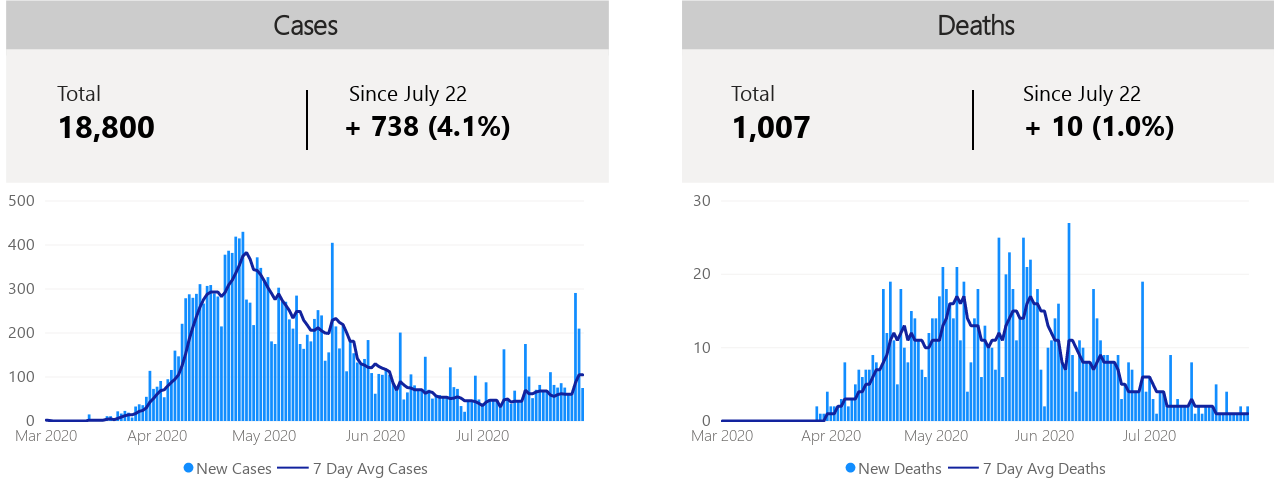 Cases
Total
18,800
Since July 22
+ 738 (4.1%)
500
400
300
200
100
0
Mar 2020 Apr 2020 May 2020 Jun 2020 Jul 2020
New Cases 7 Day Avg Cases
Deaths
Total
1,007
Since July 22
+ 10 (1.0%)
30
20
10
0
Mar 2020 Apr 2020 May 2020 Jun 2020 Jul 2020
New Deaths 7 Day Avg Deaths